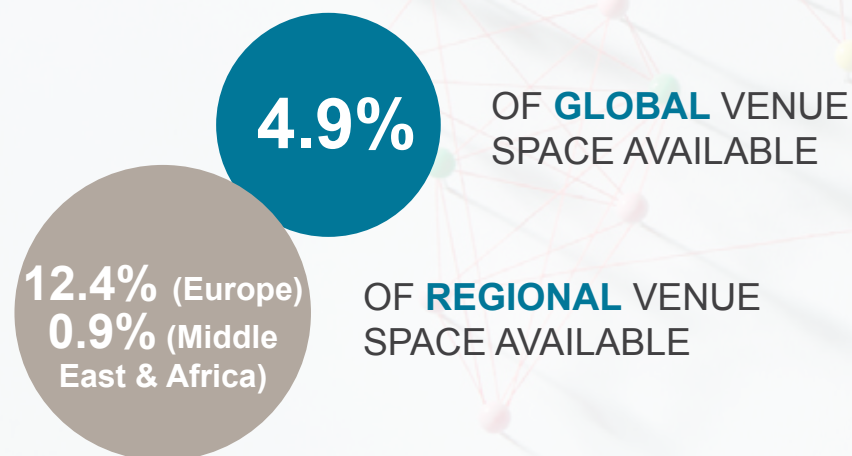 4.9%
OF GLOBAL VENUE
SPACE AVAILABLE
12.4% (Europe)
0.9% (Middle
East & Africa)
OF REGIONAL VENUE
SPACE AVAILABLE